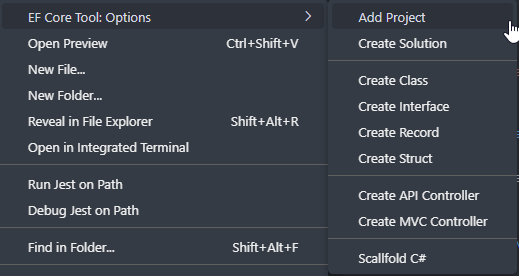 EF Core Tool: Options
Open Preview Ctrl+Shift+V
New File...
New Folder...
Reveal in File Explorer Shift+Alt+R
Open in Integrated Terminal
Run Jest on Path
Debug Jest on Path
Find in Folder... Shift+Alt+F
Add Project
Create Solution
Create Class
Create Interface
Create Record
Create Struct
Create API Controller
Create MVC Controller
Scallfold C#